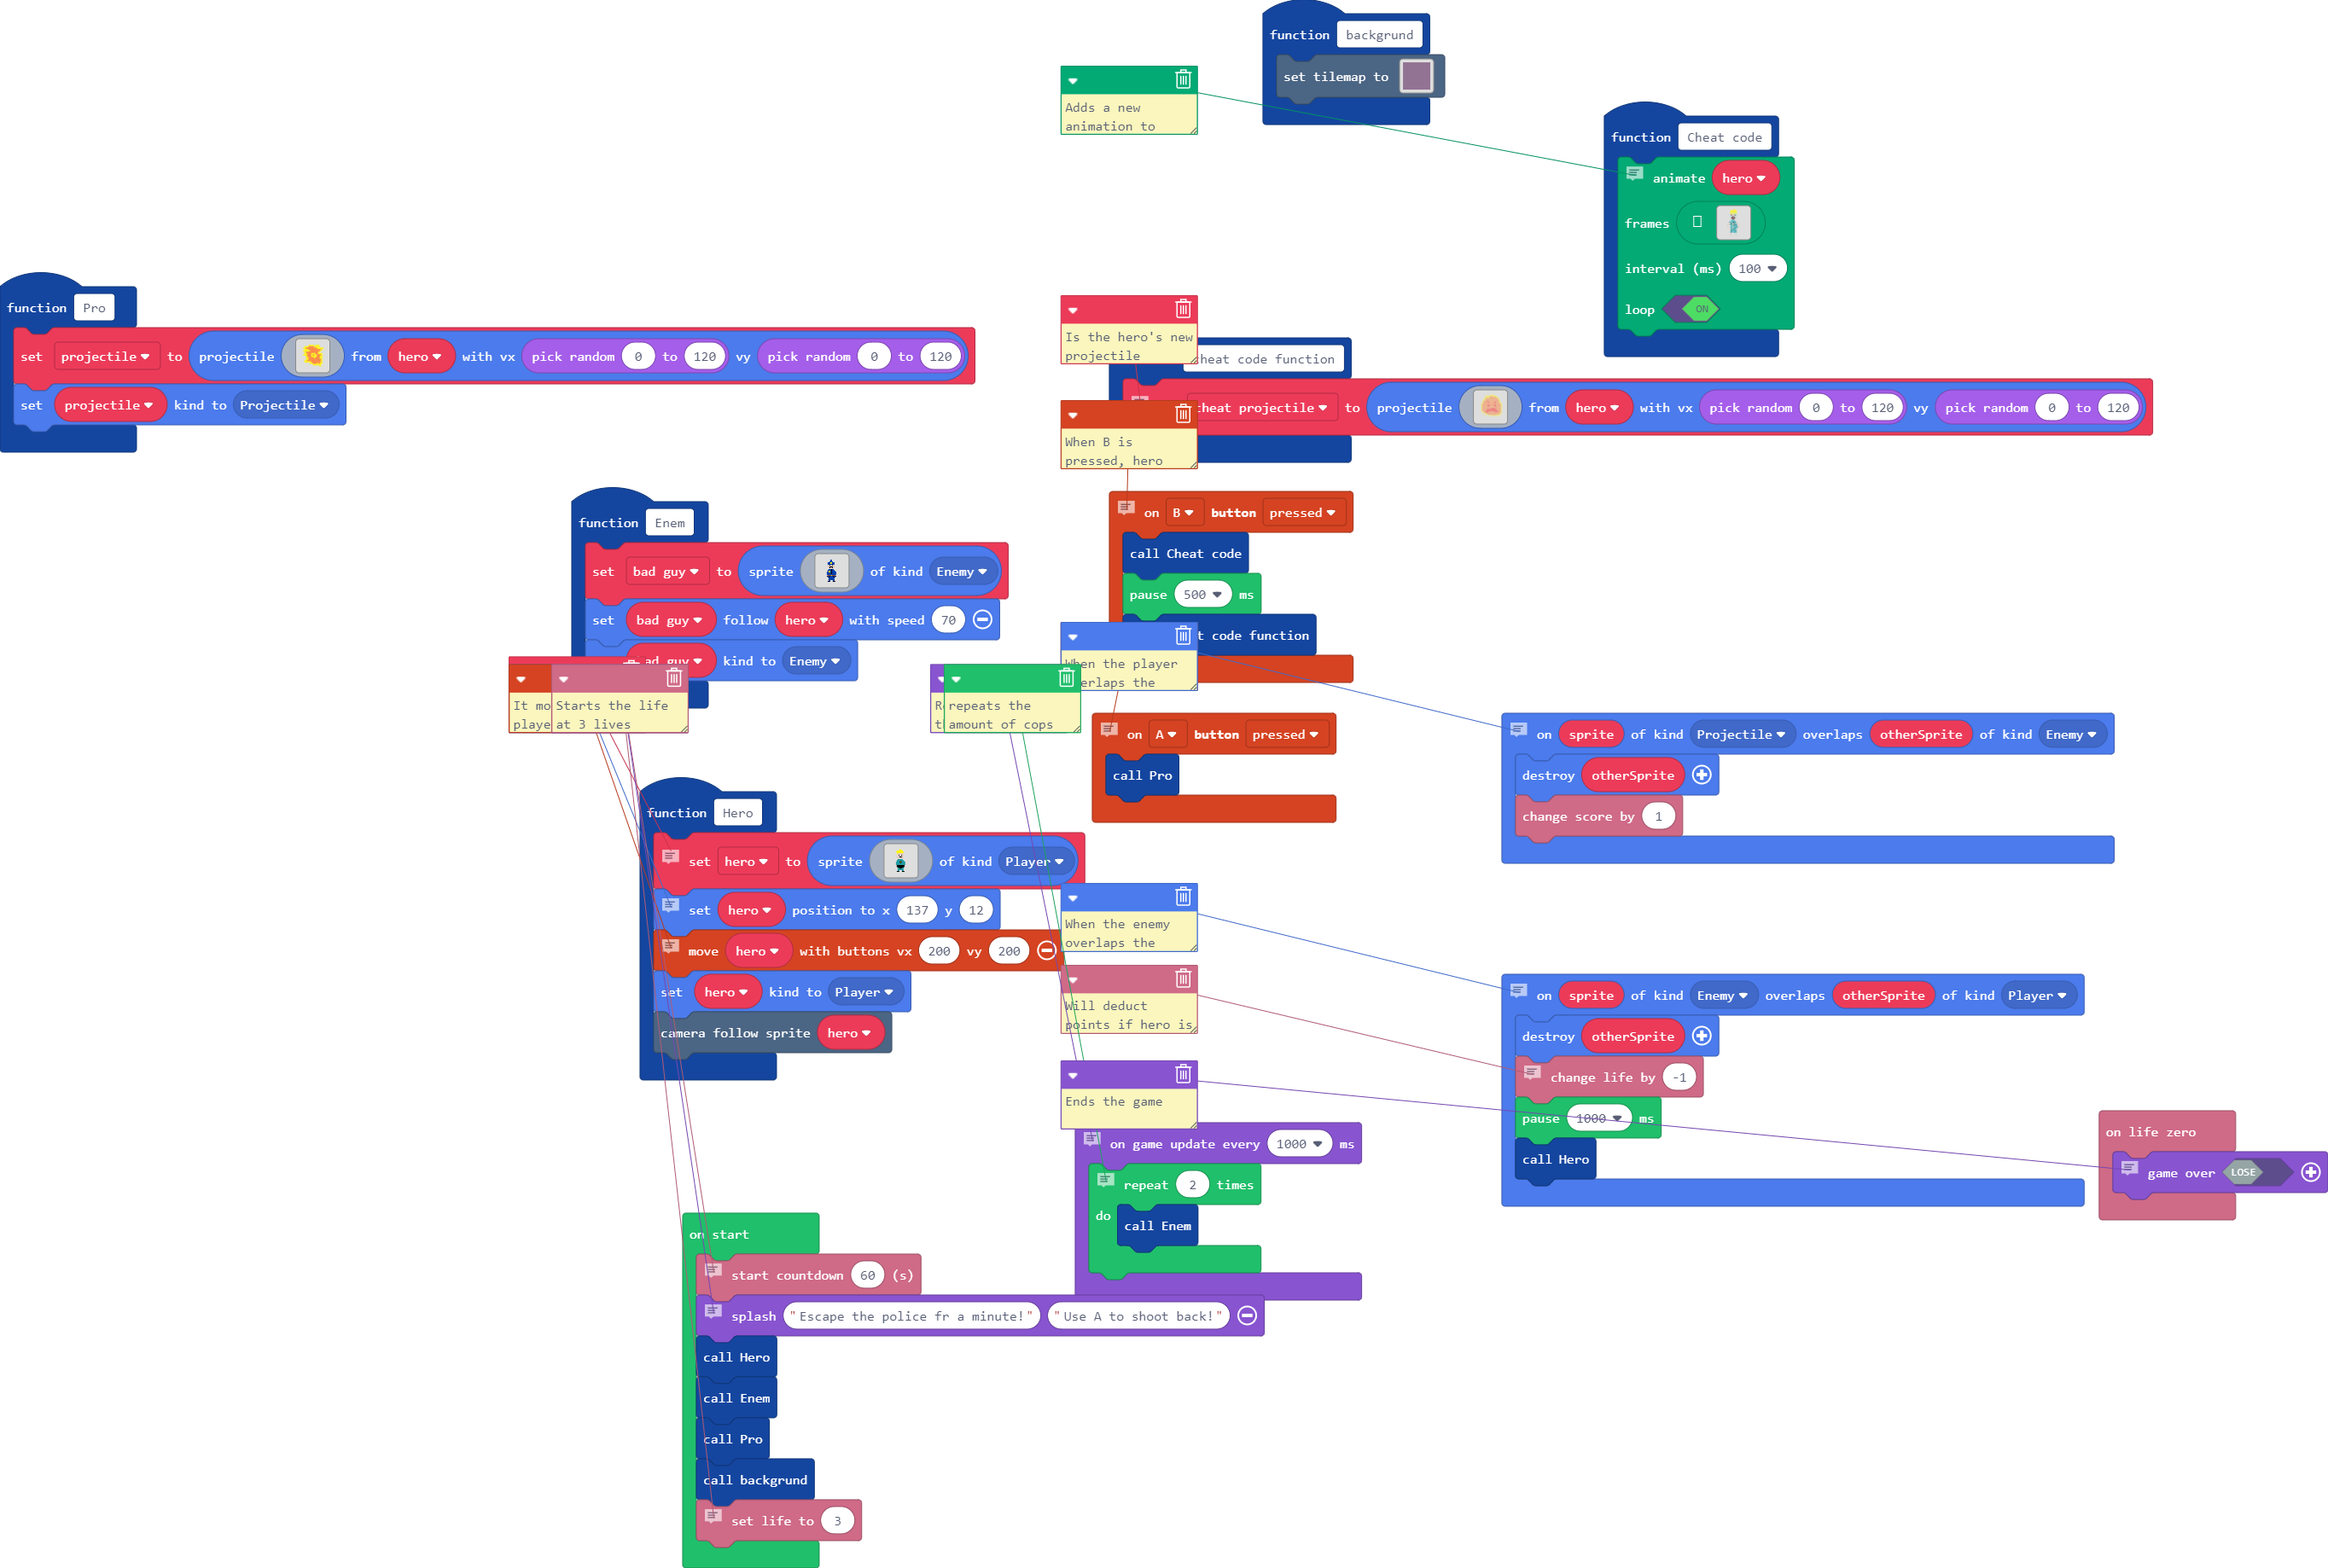 function backgrund
set tilemap to
Adds a new
animation to
function Cheat code
animate hero
frames
interval (ms) 100
loop ON
function Pro
set projectile to projectile from hero with vx pick random 0 to 120 vy pick random 0 to 120
set projectile kind to Projectile
Is the hero's new
projectile
cheat code function
cheat projectile to projectile from hero with vx pick random 0 to 120 vy pick random 0 to 120
When B is
pressed, hero
on B button pressed
call Cheat code
pause 500 ms
t code function
function Enem
set bad guy to sprite of kind Enemy
set bad guy follow hero with speed 70
bad guy kind to Enemy
It mo
playe
Starts the life
at 3 lives
repeats the
amount of cops
When the player
overlaps the
on A button pressed
call Pro
on sprite of kind Projectile overlaps otherSprite of kind Enemy
destroy otherSprite
change score by 1
function Hero
set hero to sprite of kind Player
set hero position to x 137 y 12
move hero with buttons vx 200 vy 200
set hero kind to Player
camera follow sprite hero
When the enemy
overlaps the
Will deduct
points if hero is
on sprite of kind Enemy overlaps otherSprite of kind Player
destroy otherSprite
change life by -1
pause 1000 ms
call Hero
Ends the game
on life zero
game over LOSE
on game update every 1000 ms
repeat 2 times
do call Enem
on start
start countdown 60 (s)
splash "Escape the police fr a minute!" "Use A to shoot back!"
call Hero
call Enem
call Pro
call backgrund
set life to 3